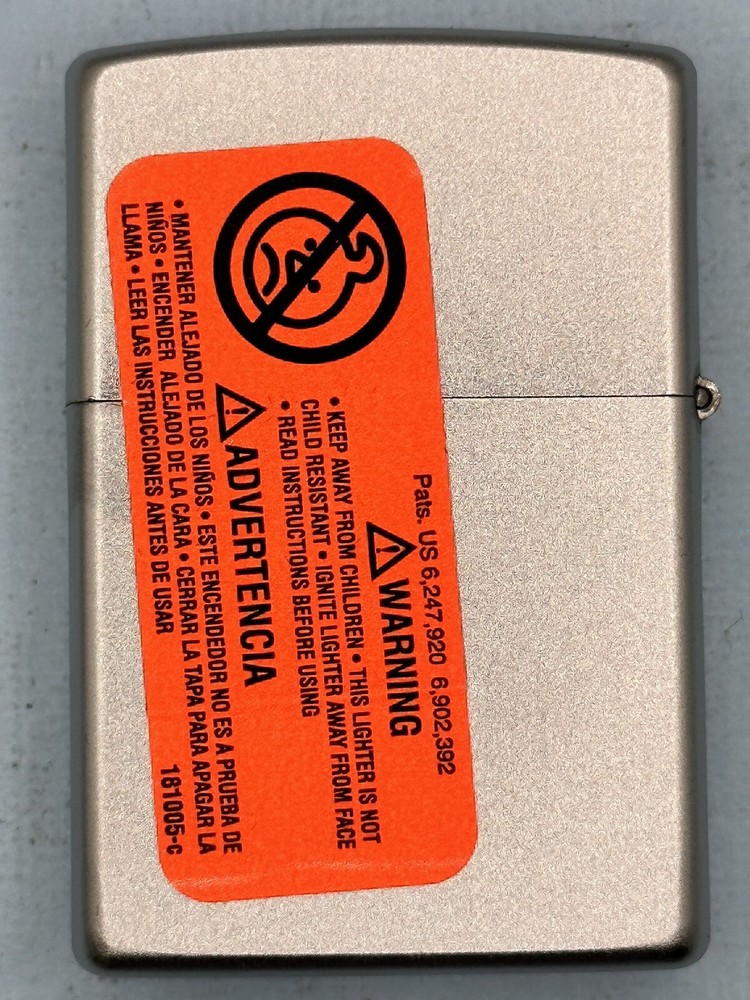 Pats. US 6,247,920 6,902,392
⚠WARNING
• KEEP AWAY FROM CHILDREN • THIS LIGHTER IS NOT
CHILD RESISTANT • IGNITE LIGHTER AWAY FROM FACE
• READ INSTRUCTIONS BEFORE USING
⚠ADVERTENCIA
• MANTENER ALEJADO DE LOS NIÑOS • ESTE ENCENDEDOR NO ES A PRUEBA DE
NIÑOS • ENCENDER ALEJADO DE LA CARA • CERRAR LA TAPA PARA APAGAR LA
LLAMA • LEER LAS INSTRUCCIONES ANTES DE USAR
181005-C